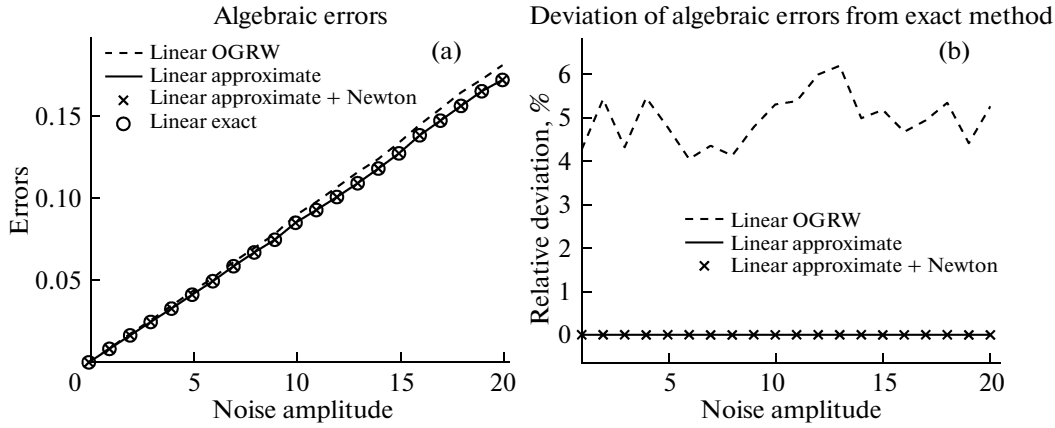 Algebraic errors
(a)
Linear OGRW
Linear approximate
Linear approximate + Newton
Linear exact
0.15
0.10
0.05
0
5
10
15
20
Errors
Noise amplitude
Deviation of algebraic errors from exact method
(b)
6
5
4
3
2
1
0
Linear OGRW
Linear approximate
Linear approximate + Newton
5
10
15
20
Relative deviation, %
Noise amplitude